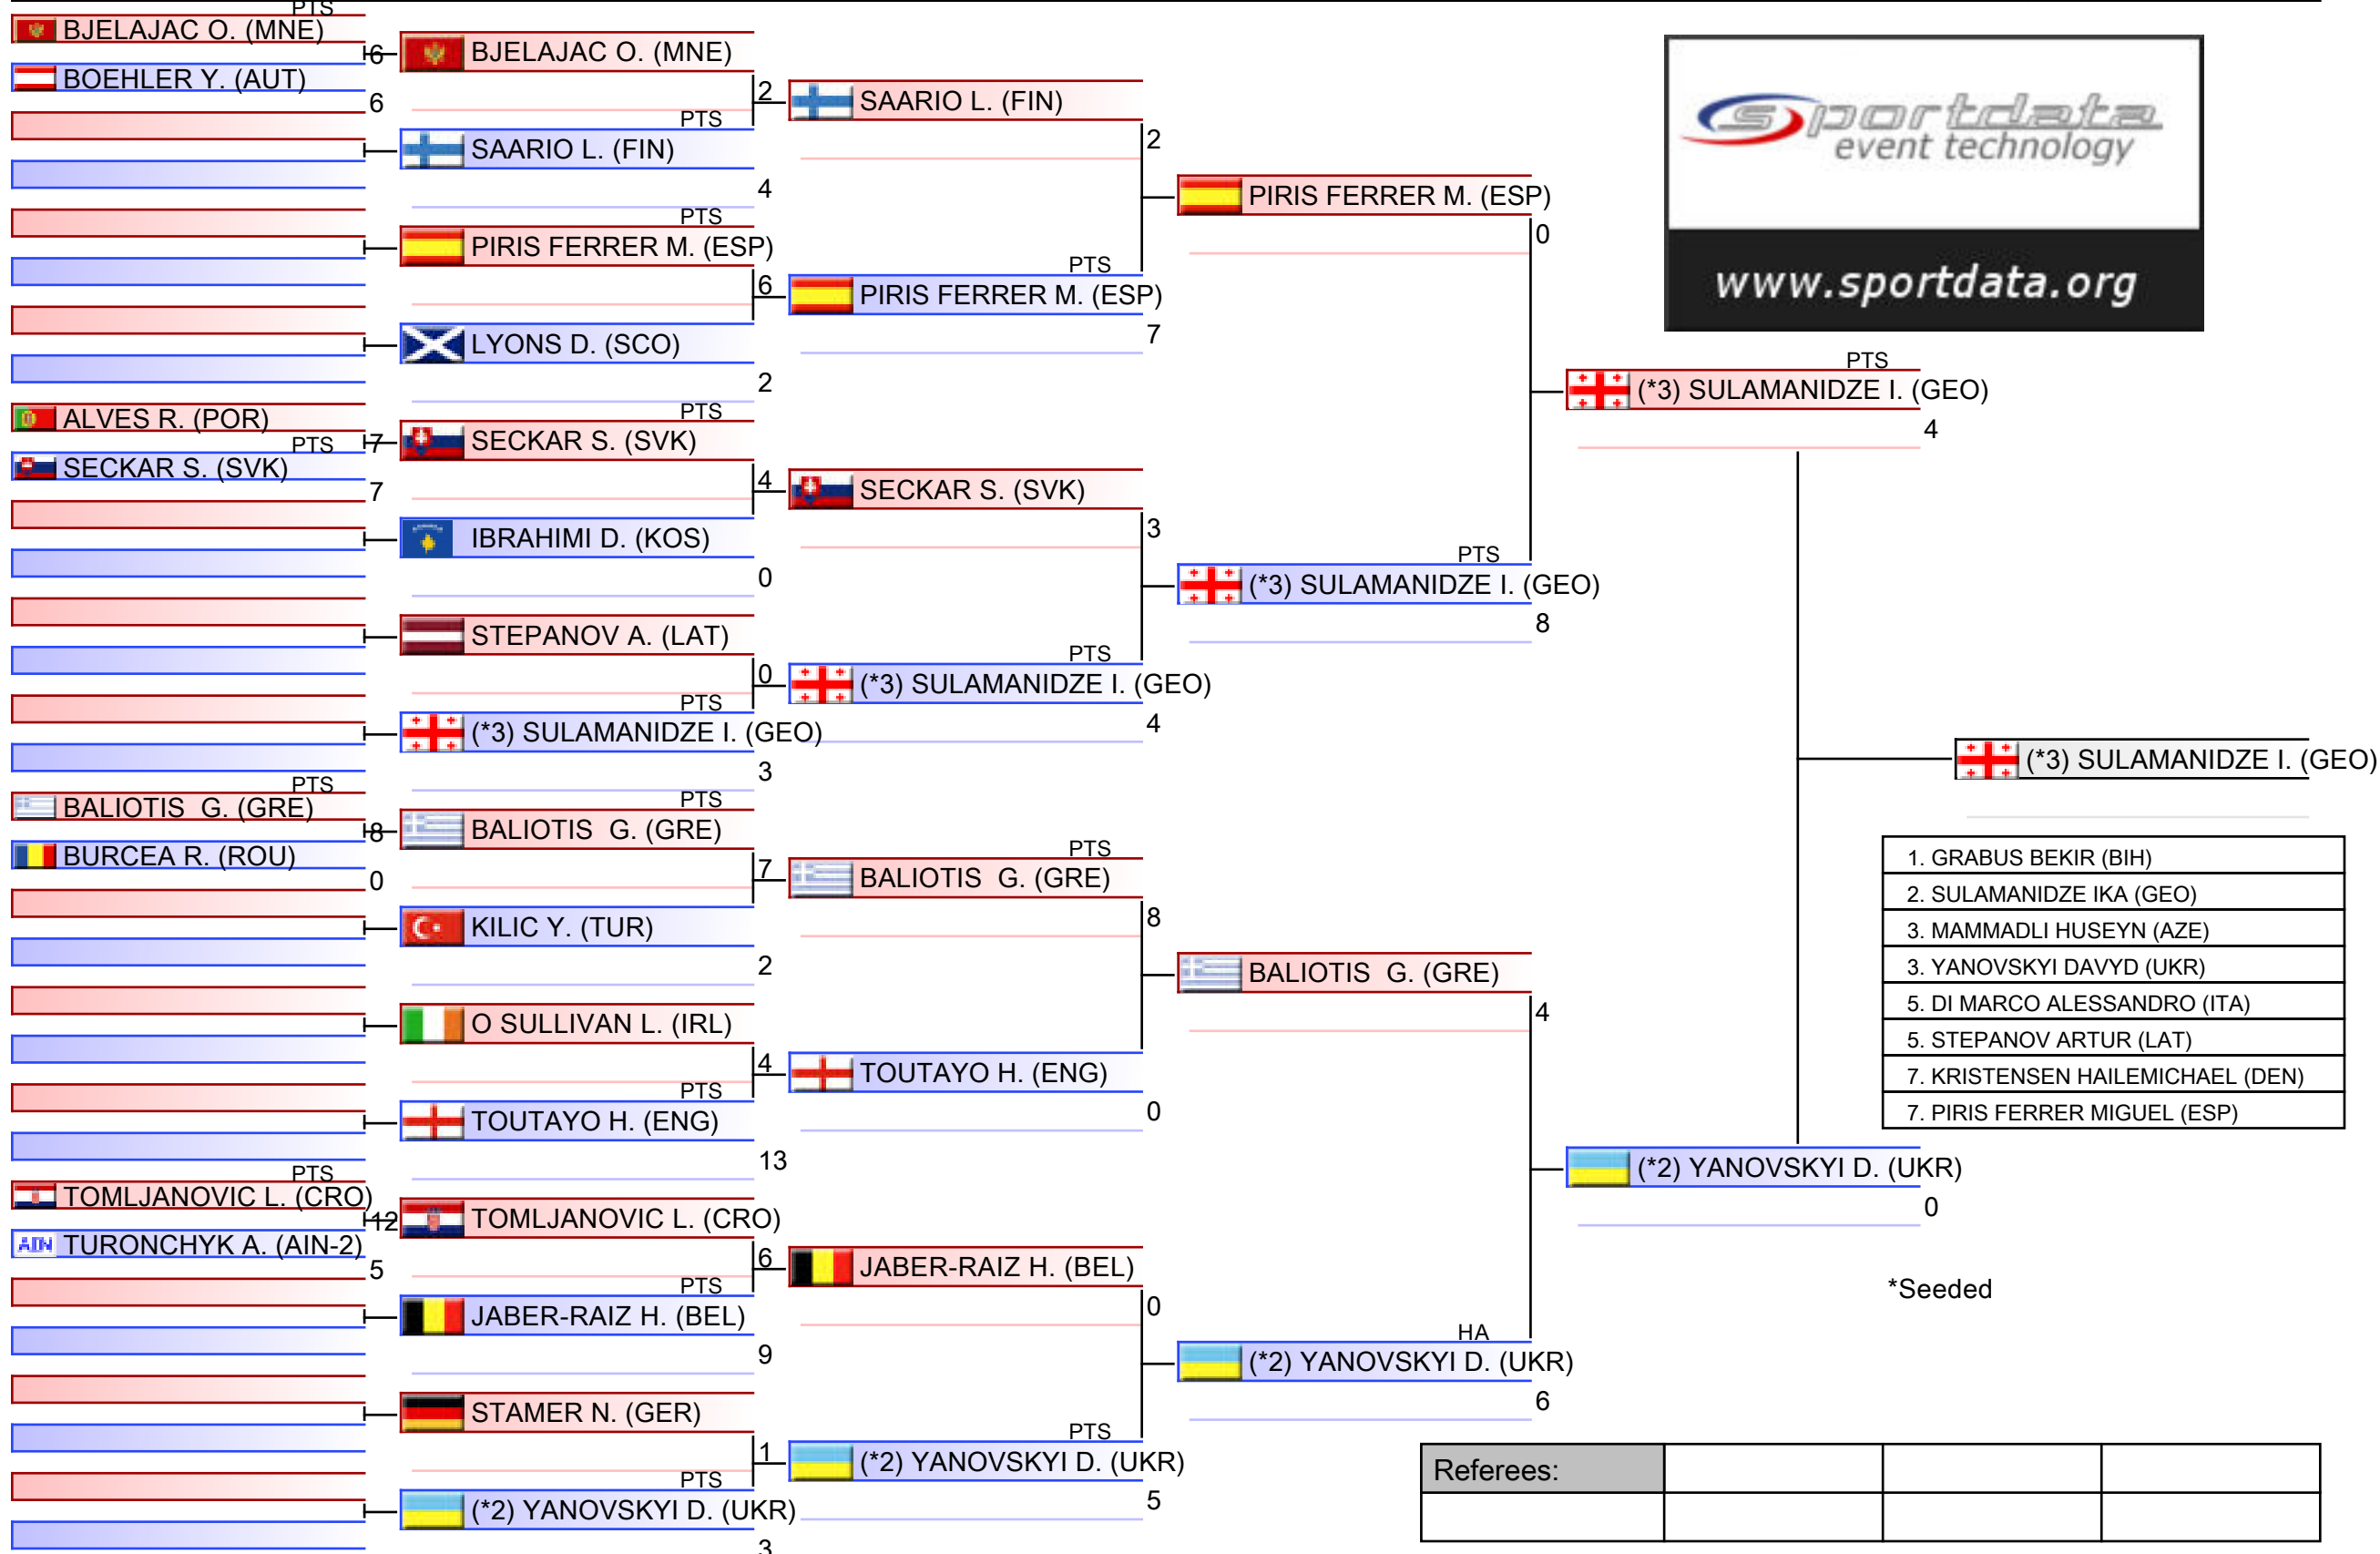 PTS
BJELAJAC O. (MNE)
6
BOEHLER Y. (AUT)
6
ALVES R. (POR)
7
PTS
SECKAR S. (SVK)
7
PTS
BALIOTIS  G. (GRE)
8
BURCEA R. (ROU)
0
PTS
TOMLJANOVIC L. (CRO)
12
AIN TURONCHYK A. (AIN-2)
5
BJELAJAC O. (MNE)
2
PTS
SAARIO L. (FIN)
4
PTS
PIRIS FERRER M. (ESP)
6
LYONS D. (SCO)
2
PTS
SECKAR S. (SVK)
4
IBRAHIMI D. (KOS)
0
STEPANOV A. (LAT)
0
PTS
(*3) SULAMANIDZE I. (GEO)
3
PTS
BALIOTIS  G. (GRE)
7
KILIC Y. (TUR)
2
O SULLIVAN L. (IRL)
4
PTS
TOUTAYO H. (ENG)
13
TOMLJANOVIC L. (CRO)
6
PTS
JABER-RAIZ H. (BEL)
9
STAMER N. (GER)
1
PTS
(*2) YANOVSKYI D. (UKR)
3
SAARIO L. (FIN)
2
PTS
PIRIS FERRER M. (ESP)
7
SECKAR S. (SVK)
3
PTS
(*3) SULAMANIDZE I. (GEO)
4
PTS
BALIOTIS  G. (GRE)
8
TOUTAYO H. (ENG)
0
JABER-RAIZ H. (BEL)
0
PTS
(*2) YANOVSKYI D. (UKR)
5
PIRIS FERRER M. (ESP)
0
PTS
(*3) SULAMANIDZE I. (GEO)
8
BALIOTIS  G. (GRE)
4
HA
(*2) YANOVSKYI D. (UKR)
6
PTS
(*3) SULAMANIDZE I. (GEO)
4
(*2) YANOVSKYI D. (UKR)
0
(*3) SULAMANIDZE I. (GEO)
sportdata
event technology
www.sportdata.org
1. GRABUS BEKIR (BIH)
2. SULAMANIDZE IKA (GEO)
3. MAMMADLI HUSEYN (AZE)
3. YANOVSKYI DAVYD (UKR)
5. DI MARCO ALESSANDRO (ITA)
5. STEPANOV ARTUR (LAT)
7. KRISTENSEN HAILEMICHAEL (DEN)
7. PIRIS FERRER MIGUEL (ESP)
*Seeded
Referees: